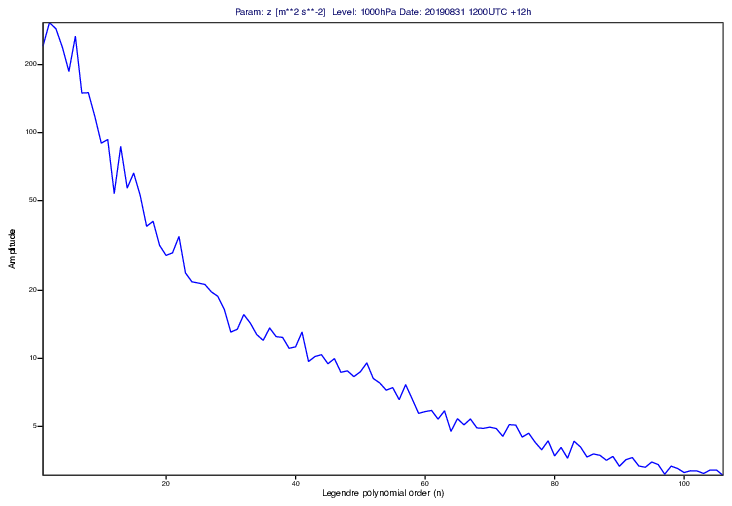 Param: z [m**2 s**-2]  Level: 1000hPa Date: 20190831 1200UTC +12h
200
100
50
20
10
5
Amplitude
20 40 60 80 100
Legendre polynomial order (n)